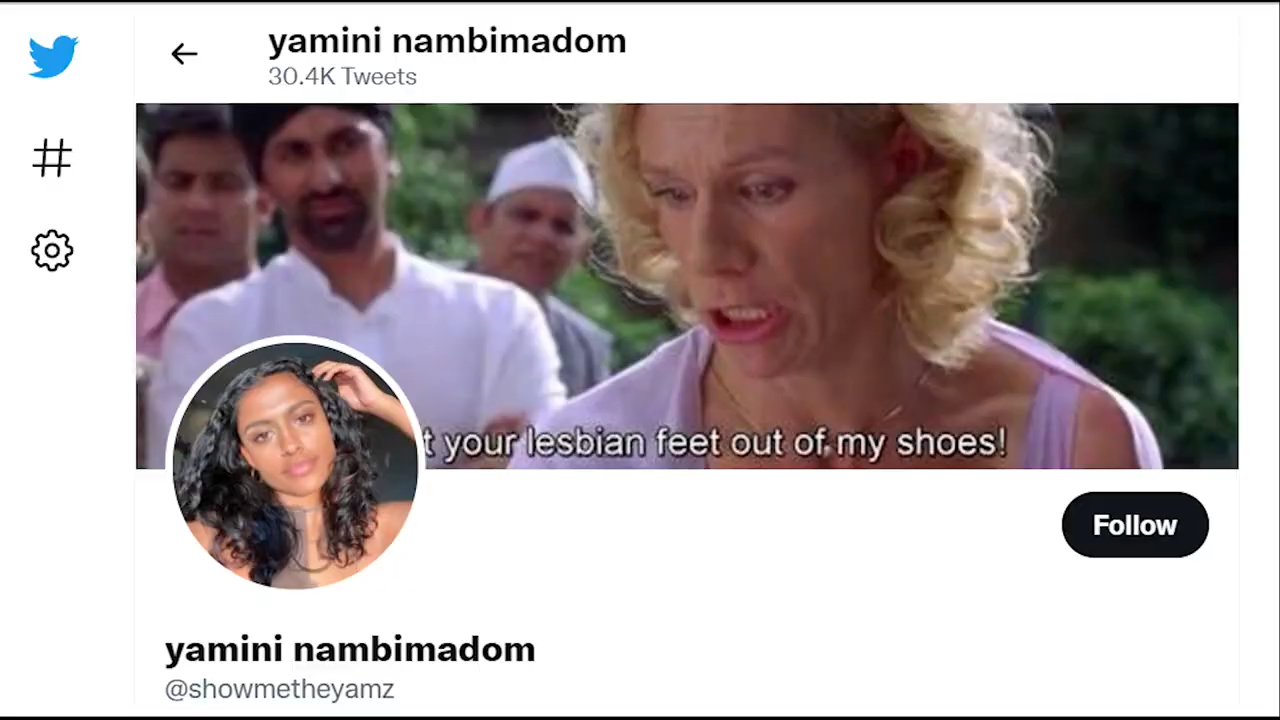 yamini nambimadom
30.4K Tweets
t your lesbian feet out of my shoes!
Follow
yamini nambimadom
@showmetheyamz